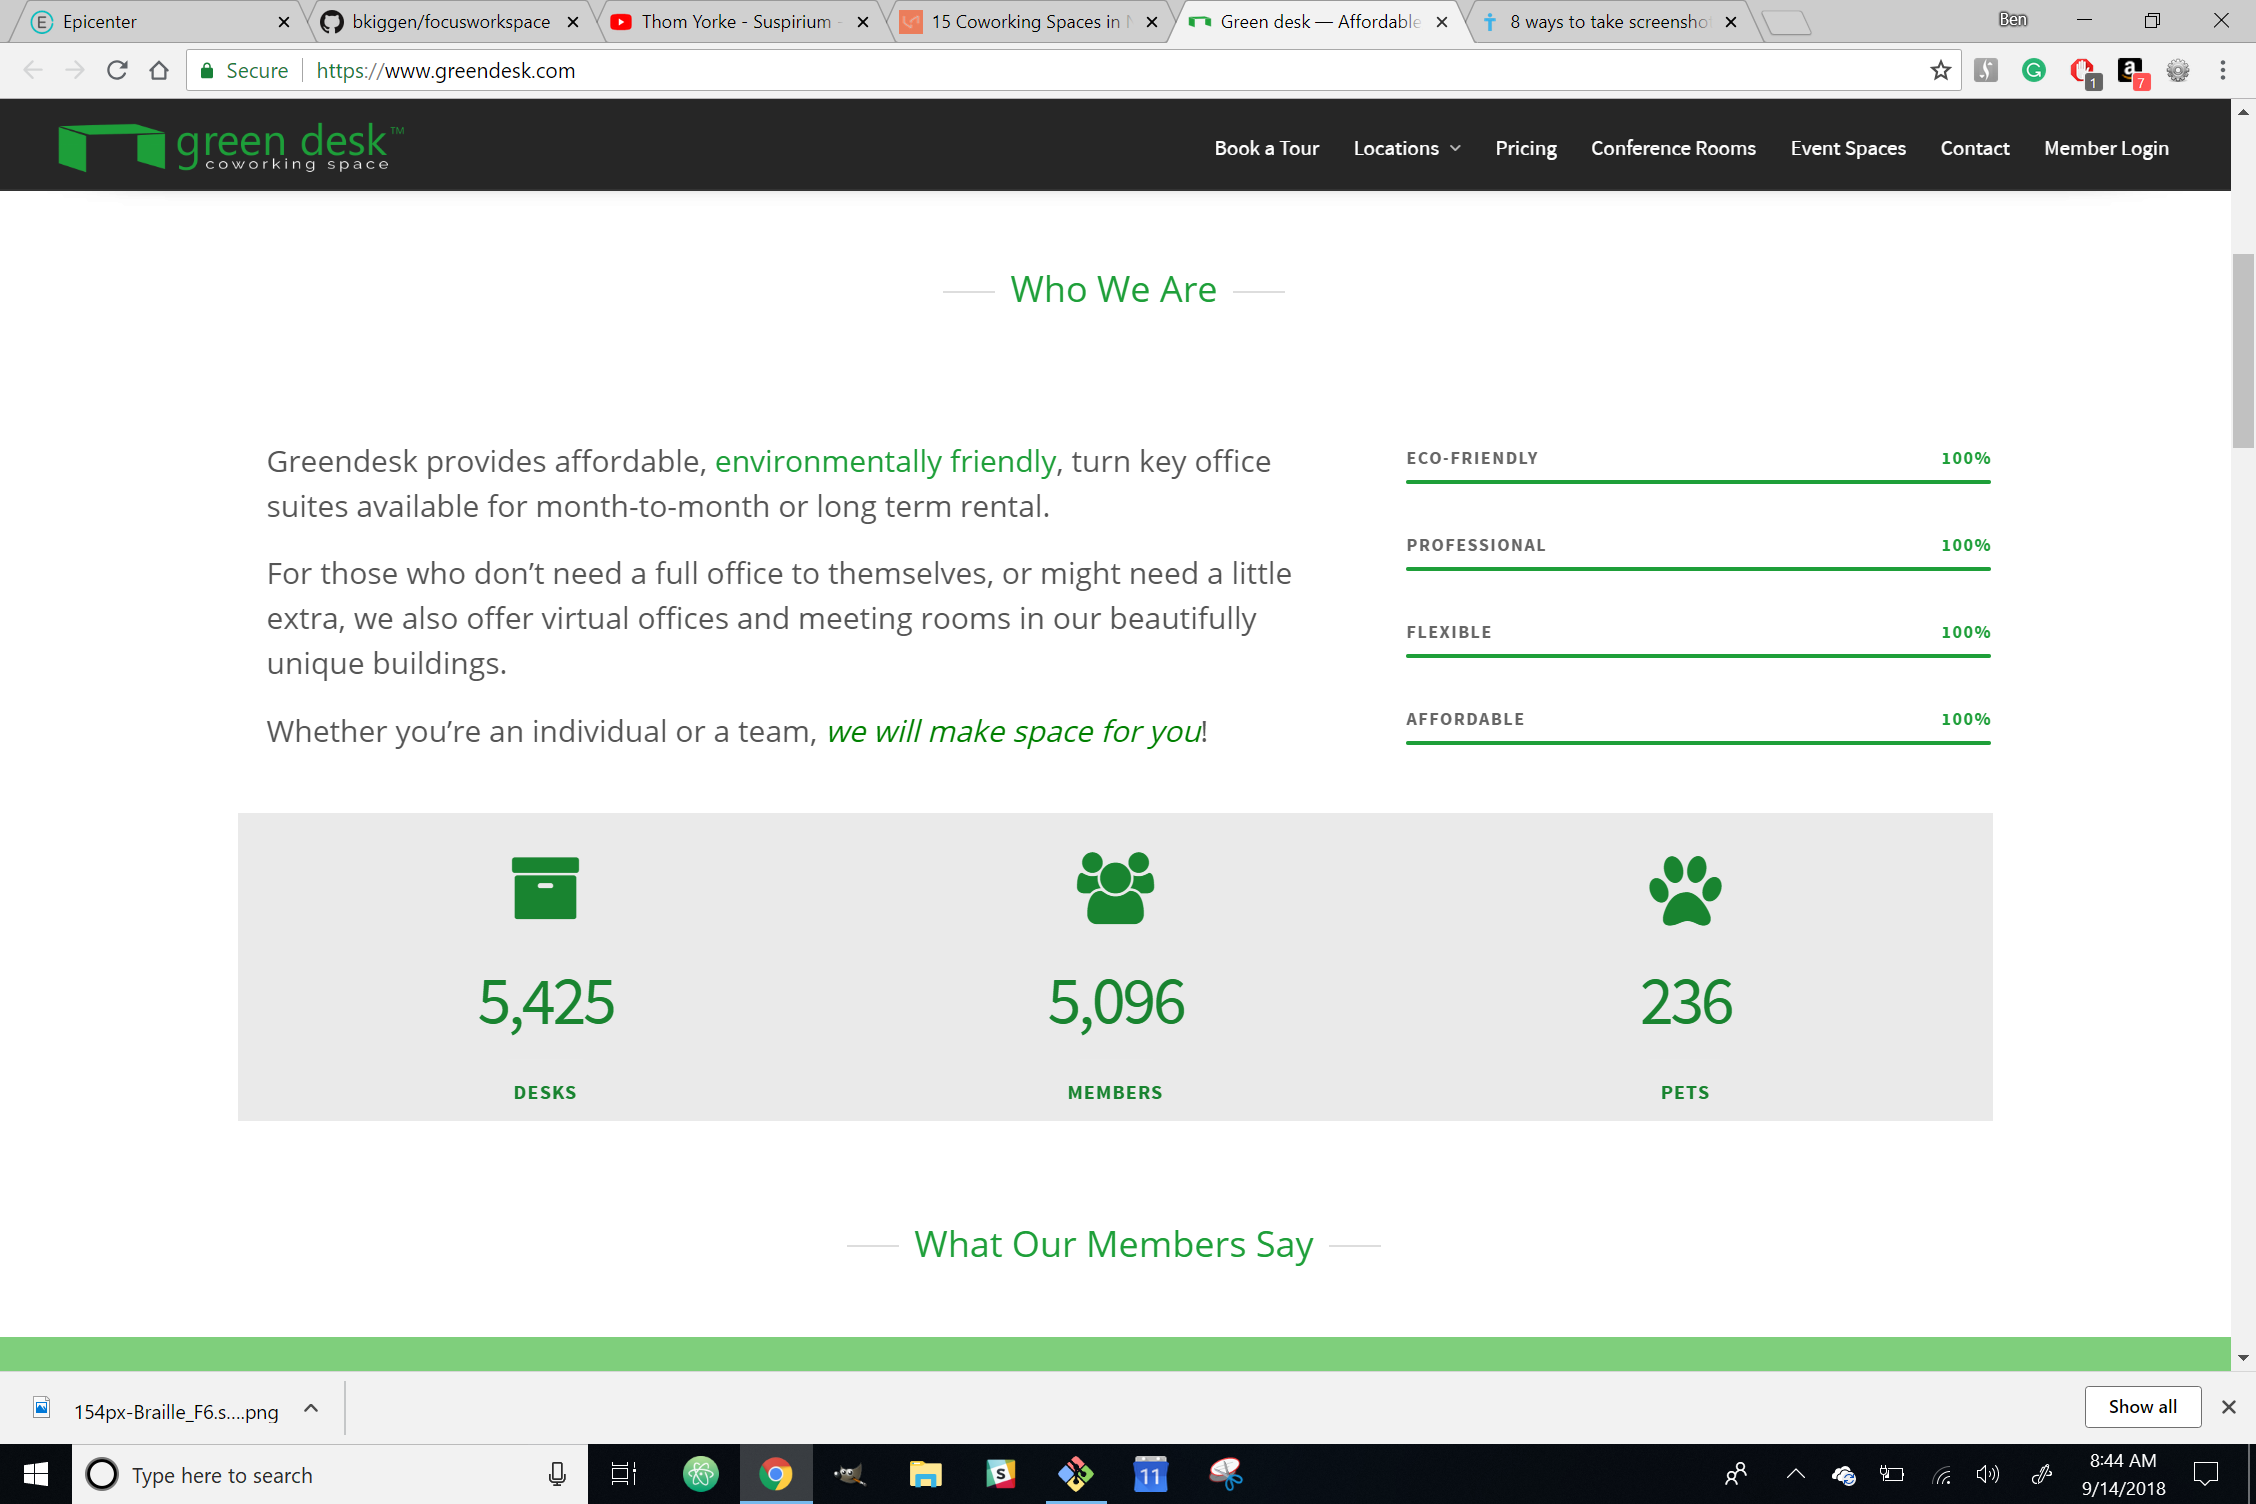 Epicenter
bkiggen/focusworkspace
Thom Yorke - Suspirium -
15 Coworking Spaces in N
Green desk — Affordable
8 ways to take screenshot
Ben
Secure
https://www.greendesk.com
1
a
7
green desk™
coworking space
Book a Tour
Locations
Pricing
Conference Rooms
Event Spaces
Contact
Member Login
Who We Are
Greendesk provides affordable, environmentally friendly, turn key office
suites available for month-to-month or long term rental.
For those who don’t need a full office to themselves, or might need a little
extra, we also offer virtual offices and meeting rooms in our beautifully
unique buildings.
Whether you’re an individual or a team, we will make space for you!
ECO-FRIENDLY 100%
PROFESSIONAL 100%
FLEXIBLE 100%
AFFORDABLE 100%
5,425
DESKS
5,096
MEMBERS
236
PETS
What Our Members Say
154px-Braille_F6.s....png
Show all
Type here to search
11
8:44 AM
9/14/2018